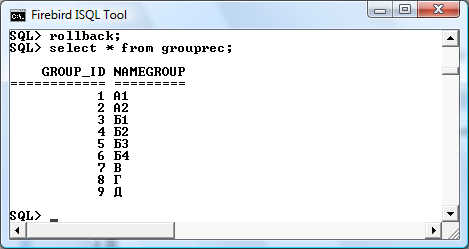 Firebird ISQL Tool
SQL> rollback;
SQL> select * from grouprec;
GROUP_ID NAMEGROUP
============ =========
1 А1
2 А2
3 Б1
4 Б2
5 Б3
6 Б4
7 В
8 Г
9 Д
SQL> _